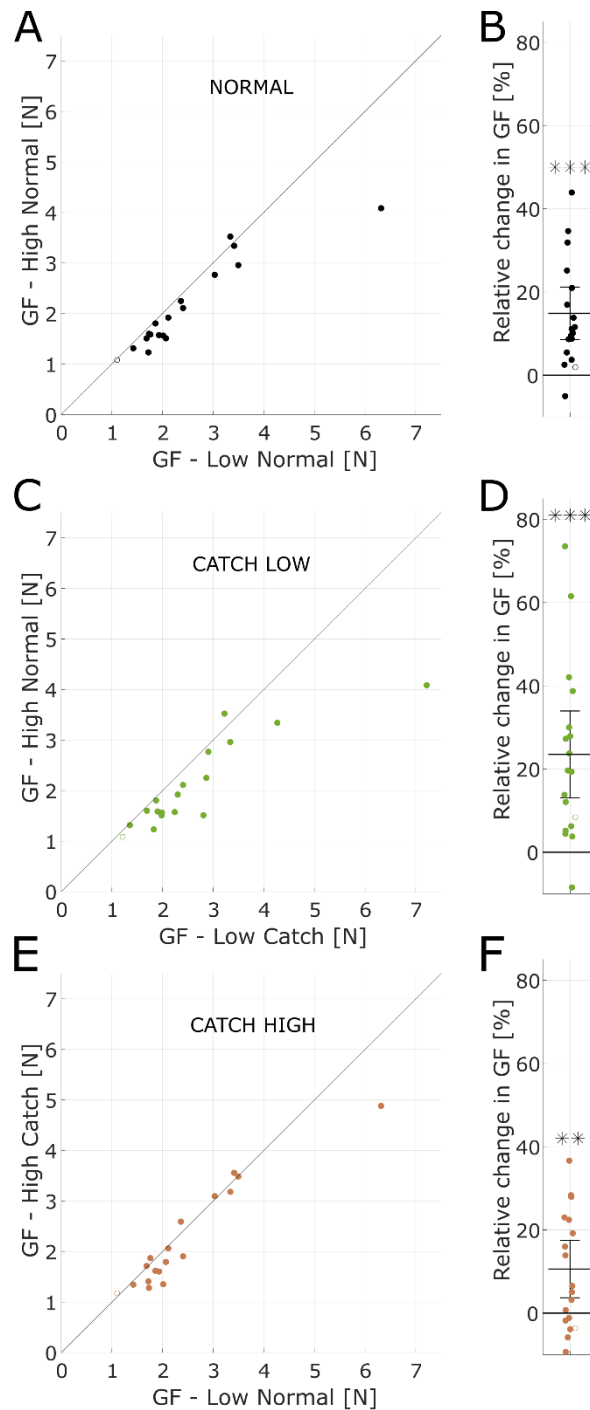 A
NORMAL
7
6
5
4
3
2
1
0
GF - High Normal [N]
0 1 2 3 4 5 6 7
GF - Low Normal [N]
B
80
60
40
20
0
Relative change in GF [%]
***
C
CATCH LOW
7
6
5
4
3
2
1
0
GF - High Normal [N]
0 1 2 3 4 5 6 7
GF - Low Catch [N]
D
80
60
40
20
0
Relative change in GF [%]
***
E
CATCH HIGH
7
6
5
4
3
2
1
0
GF - High Catch [N]
0 1 2 3 4 5 6 7
GF - Low Normal [N]
F
80
60
40
20
0
Relative change in GF [%]
**